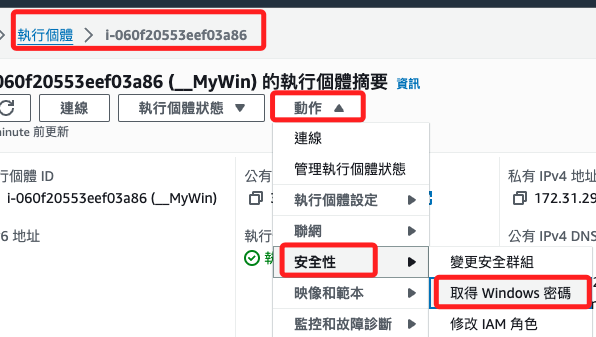 執行個體 > i-060f20553eef03a86
060f20553eef03a86 (__MyWin) 的執行個體摘要 資訊
連線 執行個體狀態 ▼ 動作 ▲
minute 前更新
連線
管理執行個體狀態
執行個體設定
聯網
安全性
映像和範本
監控和故障診斷
變更安全群組
取得 Windows 密碼
修改 IAM 角色
行個體 ID
i-060f20553eef03a86 (__MyWin)
6 地址
公有
執行
私有 IPv4 地址
172.31.29
公有 IPv4 DNS